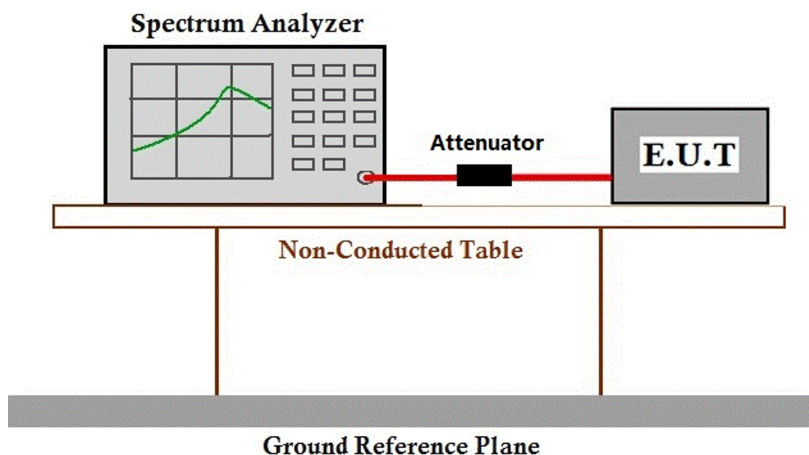 Spectrum Analyzer
Attenuator
E.U.T
Non-Conducted Table
Ground Reference Plane